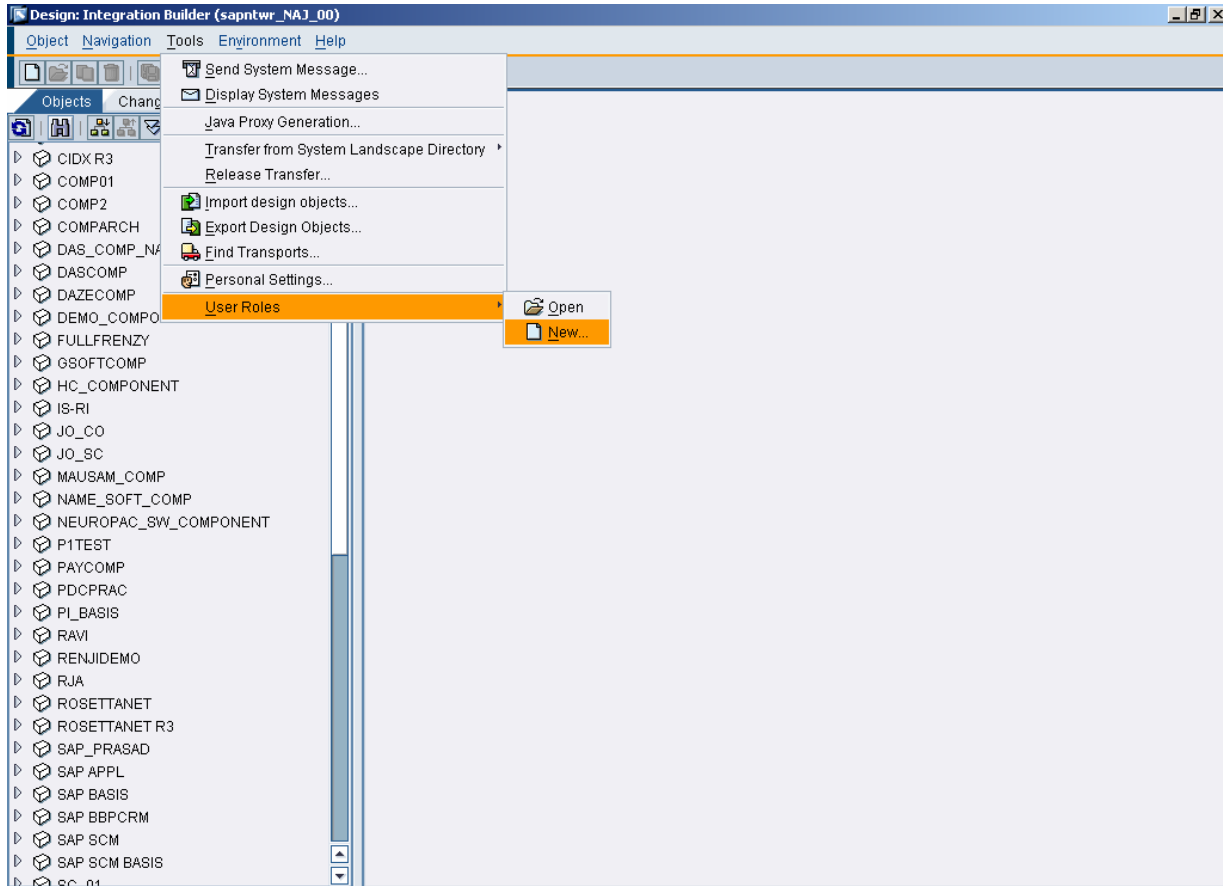 Design: Integration Builder (sapntwr_NAJ_00)
Object Navigation Tools Environment Help
Send System Message...
Display System Messages
Java Proxy Generation...
Transfer from System Landscape Directory
Release Transfer...
Import design objects...
Export Design Objects...
Find Transports...
Personal Settings...
User Roles
Open
New...
Objects Chang
CIDX R3
COMP01
COMP2
COMPARCH
DAS_COMP_NA
DASCOMP
DAZECOMP
DEMO_COMPO
FULLFRENZY
GSOFTCOMP
HC_COMPONENT
IS-RI
JO_CO
JO_SC
MAUSAM_COMP
NAME_SOFT_COMP
NEUROPAC_SW_COMPONENT
P1TEST
PAYCOMP
PDCPRAC
PI_BASIS
RAVI
RENJIDEMO
RJA
ROSETTANET
ROSETTANET R3
SAP_PRASAD
SAP APPL
SAP BASIS
SAP BBPCRM
SAP SCM
SAP SCM BASIS
SC_01